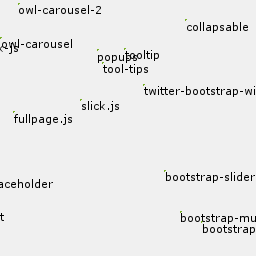 owl-carousel-2
collapsable
owl-carousel
x-js
popups
tooltip
tool-tips
twitter-bootstrap-wi
slick.js
fullpage.js
bootstrap-slider
aceholder
t
bootstrap-mu
bootstrap